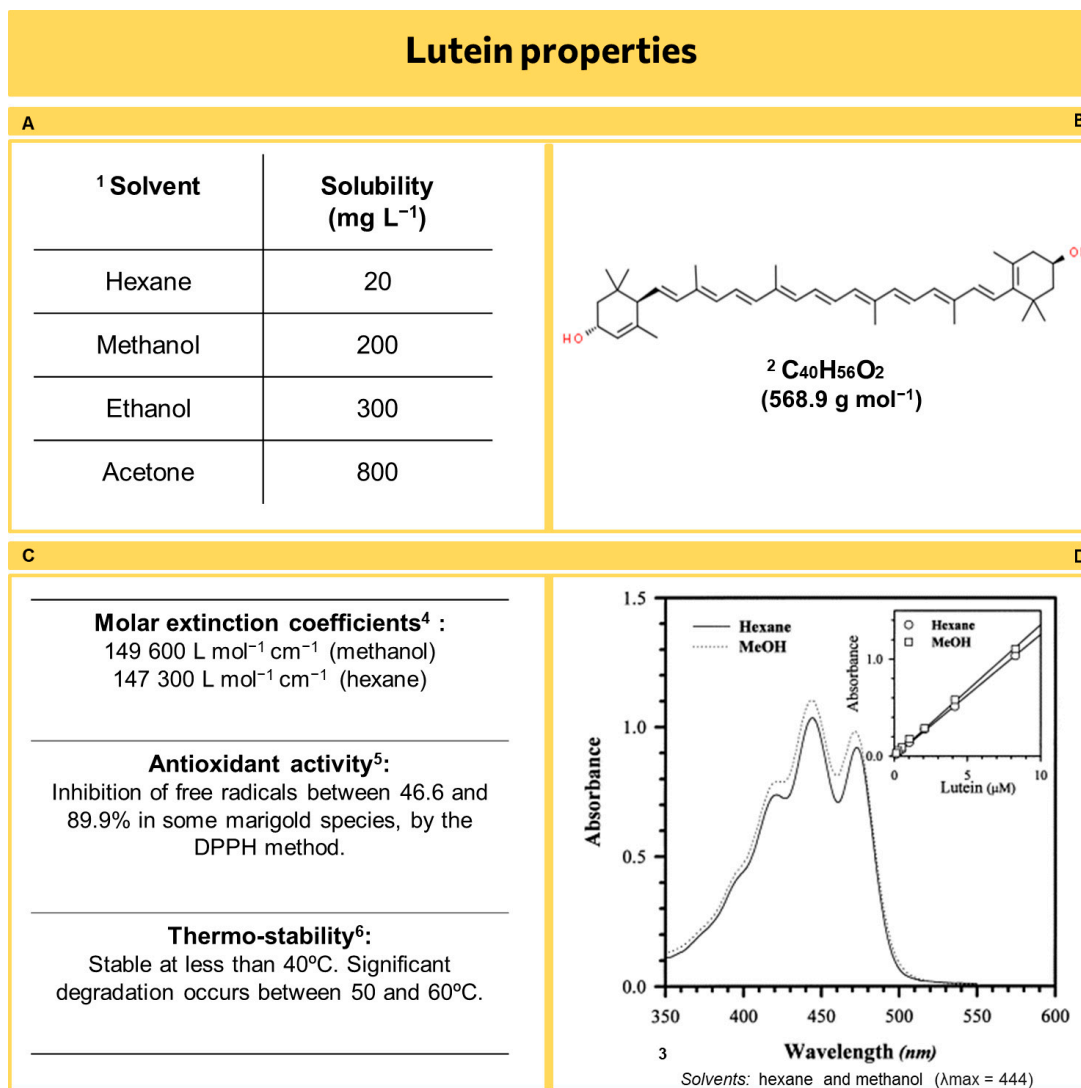 Lutein properties
A
B
¹ Solvent
Solubility
(mg L⁻¹)
Hexane
20
Methanol
200
Ethanol
300
Acetone
800
HO
² C₄₀H₅₆O₂
(568.9 g mol⁻¹)
C
D
Molar extinction coefficients⁴ :
149 600 L mol⁻¹ cm⁻¹ (methanol)
147 300 L mol⁻¹ cm⁻¹ (hexane)
Antioxidant activity⁵:
Inhibition of free radicals between 46.6 and
89.9% in some marigold species, by the
DPPH method.
Thermo-stability⁶:
Stable at less than 40ºC. Significant
degradation occurs between 50 and 60ºC.
Absorbance
1.5
1.0
0.5
0.0
Hexane
MeOH
Absorbance
1.0
0.0
Hexane
MeOH
0 5 10
Lutein (µM)
350 400 450 500 550 600
3
Wavelength (nm)
Solvents: hexane and methanol (λmax = 444)